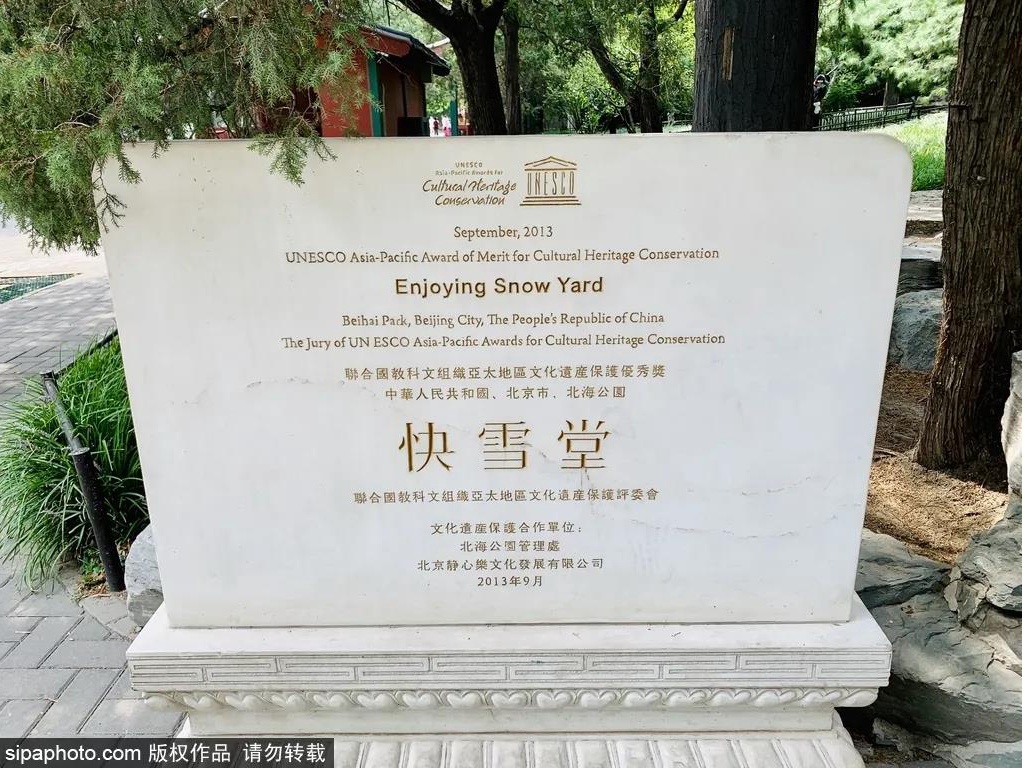 UNESCO
Asia-Pacific Awards for
Cultural Heritage
Conservation
UNESCO
September, 2013
UNESCO Asia-Pacific Award of Merit for Cultural Heritage Conservation
Enjoying Snow Yard
Beihai Park, Beijing City, The People's Republic of China
The Jury of UN ESCO Asia-Pacific Awards for Cultural Heritage Conservation
聯合國教科文組織亞太地區文化遺産保護優秀獎
中華人民共和國、北京市、北海公園
快雪堂
聯合國教科文組織亞太地區文化遺産保護評委會
文化遺産保護合作單位：
北海公園管理處
北京静心樂文化發展有限公司
2013年9月
sipaphoto.com 版权作品 请勿转载